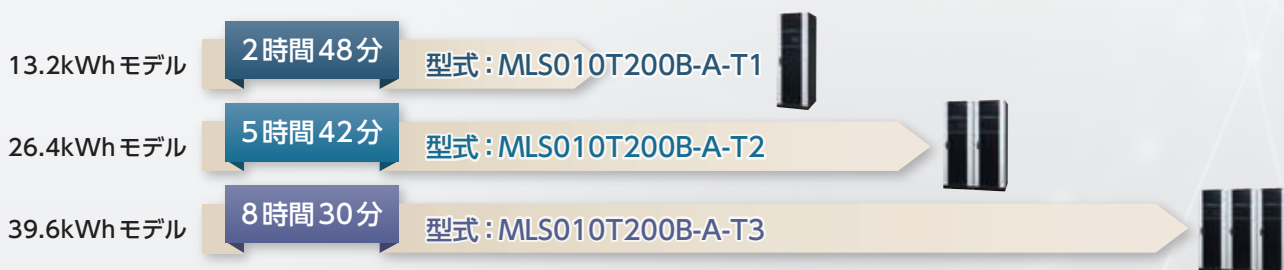 13.2kWhモデル 2時間48分 型式：MLS010T200B-A-T1
26.4kWhモデル 5時間42分 型式：MLS010T200B-A-T2
39.6kWhモデル 8時間30分 型式：MLS010T200B-A-T3